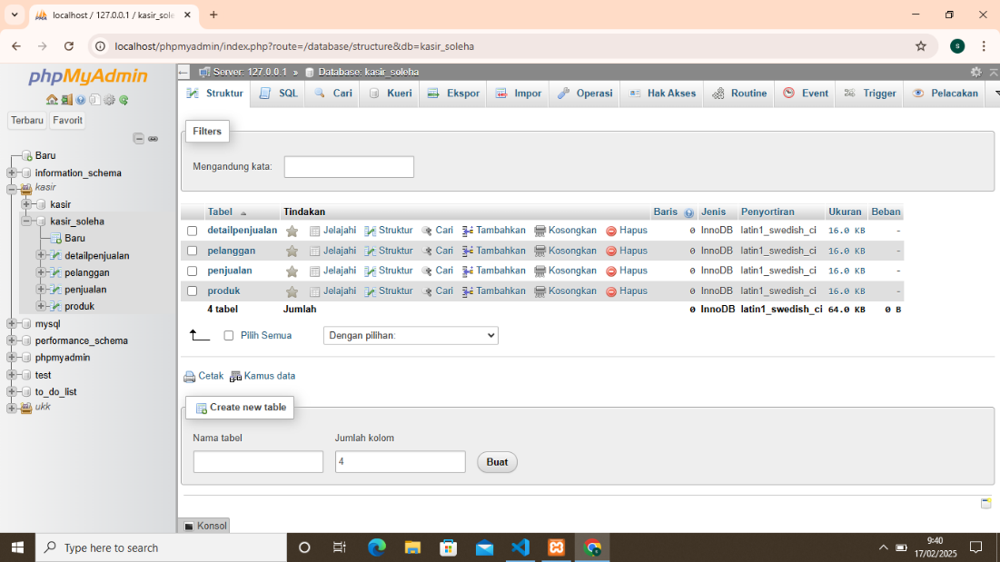 localhost / 127.0.0.1 / kasir_sole
localhost/phpmyadmin/index.php?route=/database/structure&db=kasir_soleha
S
phpMyAdmin
Terbaru Favorit
Baru
information_schema
kasir
kasir
kasir_soleha
Baru
detailpenjualan
pelanggan
penjualan
produk
mysql
performance_schema
phpmyadmin
test
to_do_list
ukk
Server: 127.0.0.1 » Database: kasir_soleha
Struktur SQL Cari Kueri Ekspor Impor Operasi Hak Akses Routine Event Trigger Pelacakan
Filters
Mengandung kata:
Tabel Tindakan Baris Jenis Penyortiran Ukuran Beban
detailpenjualan Jelajahi Struktur Cari Tambahkan Kosongkan Hapus 0 InnoDB latin1_swedish_ci 16.0 KB -
pelanggan Jelajahi Struktur Cari Tambahkan Kosongkan Hapus 0 InnoDB latin1_swedish_ci 16.0 KB -
penjualan Jelajahi Struktur Cari Tambahkan Kosongkan Hapus 0 InnoDB latin1_swedish_ci 16.0 KB -
produk Jelajahi Struktur Cari Tambahkan Kosongkan Hapus 0 InnoDB latin1_swedish_ci 16.0 KB -
4 tabel Jumlah 0 InnoDB latin1_swedish_ci 64.0 KB 0 B
Pilih Semua Dengan pilihan:
Cetak Kamus data
Create new table
Nama tabel Jumlah kolom
4 Buat
Konsol
Type here to search
9:40
17/02/2025